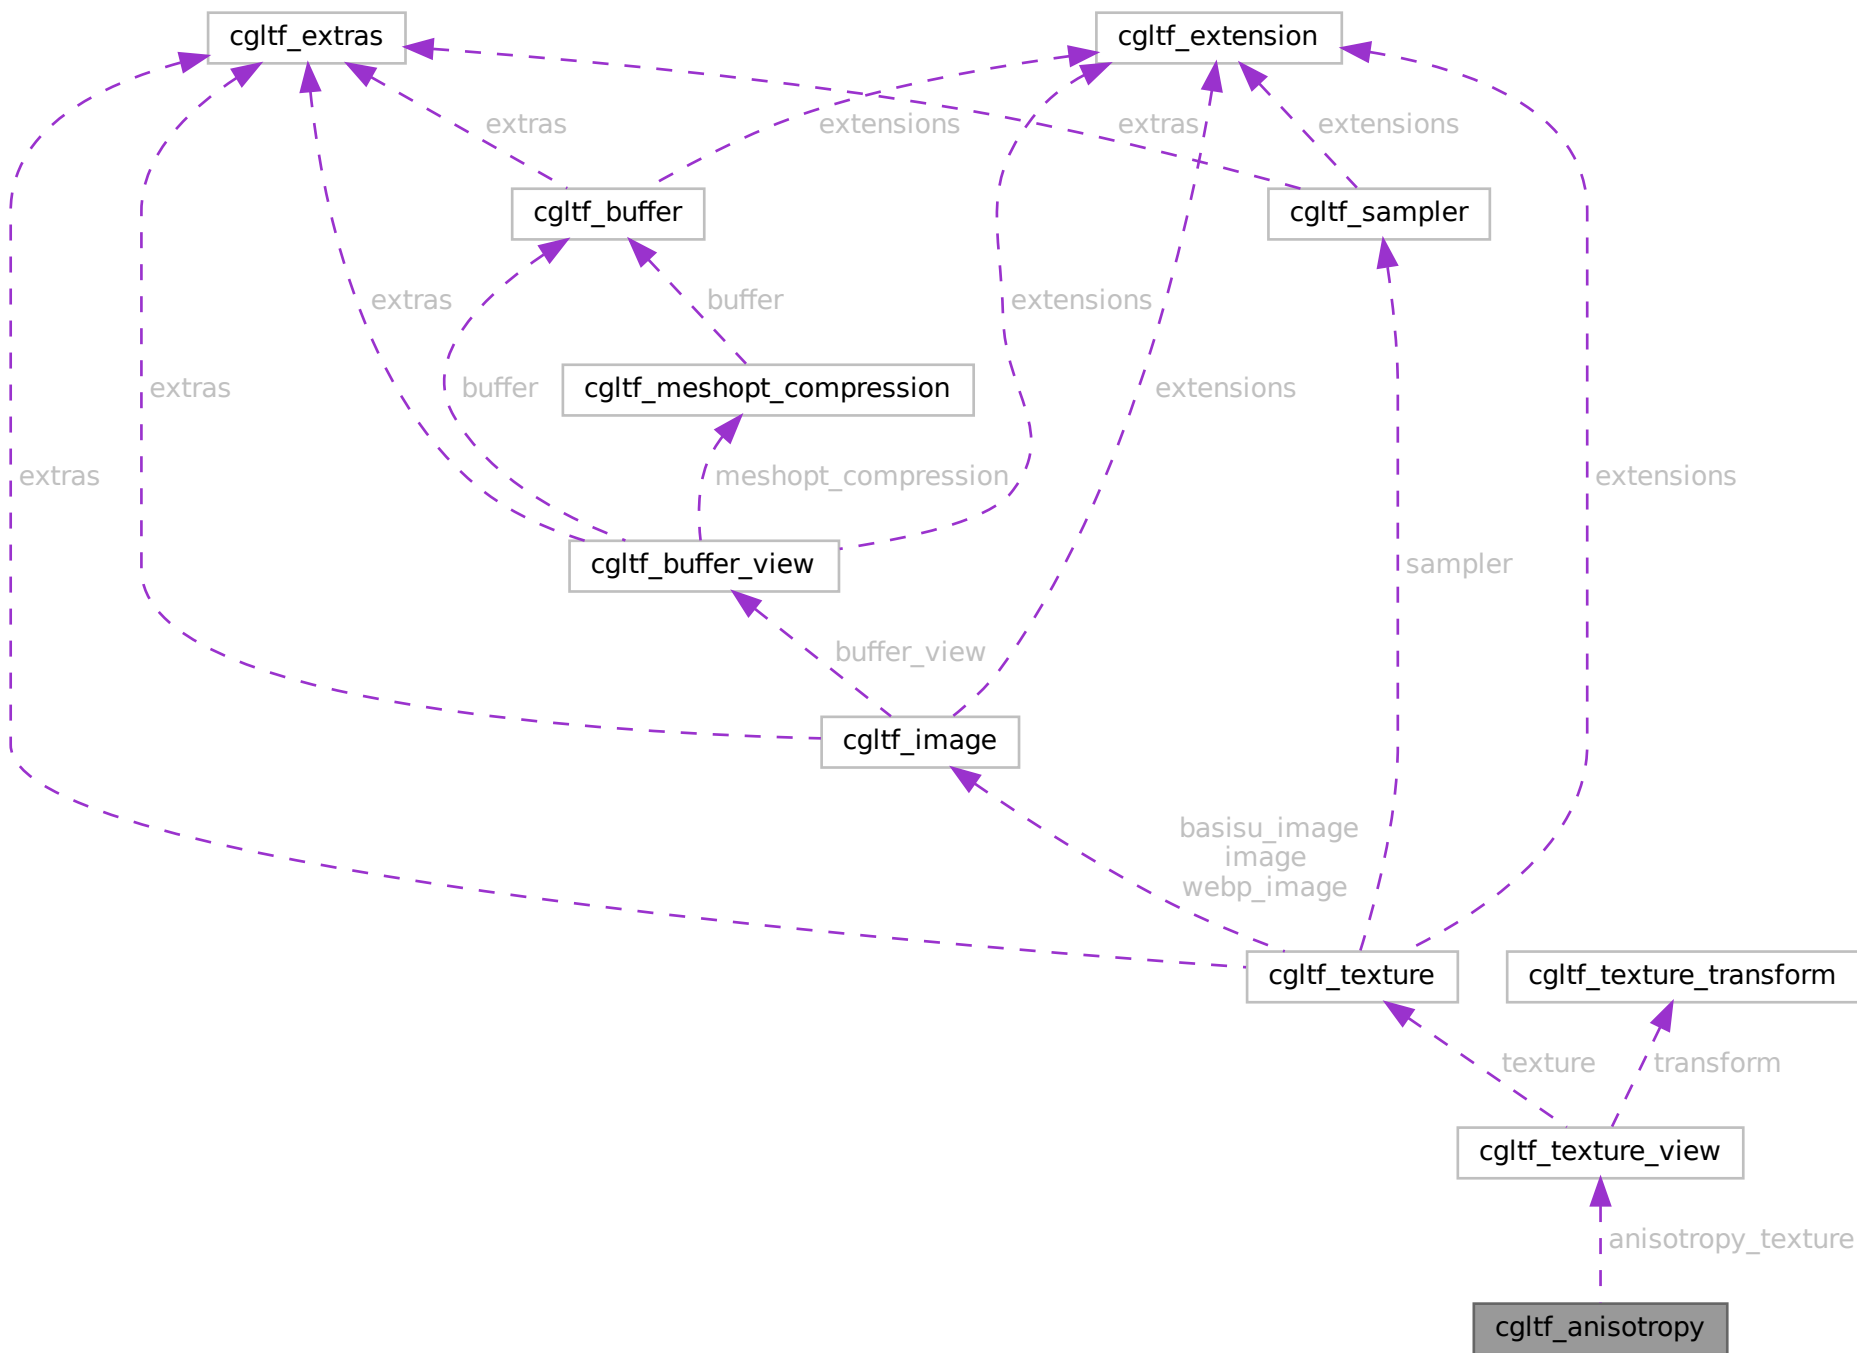 cgltf_extras
cgltf_extension
extras
extensions
extras
extensions
cgltf_buffer
cgltf_sampler
extras
buffer
extensions
extras
buffer
cgltf_meshopt_compression
extensions
extras
meshopt_compression
extensions
cgltf_buffer_view
sampler
buffer_view
cgltf_image
basisu_image
image
webp_image
cgltf_texture
cgltf_texture_transform
texture
transform
cgltf_texture_view
anisotropy_texture
cgltf_anisotropy